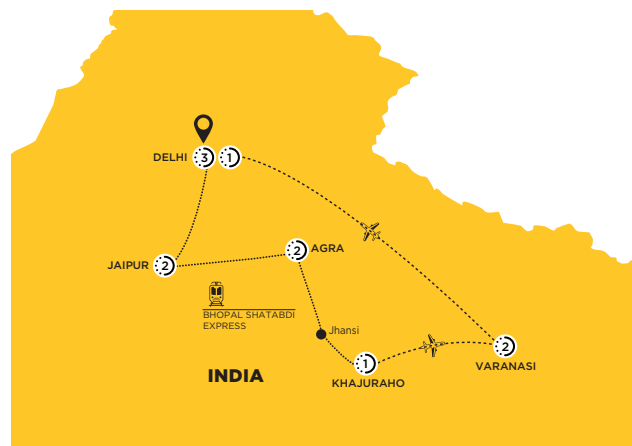 DELHI 3 1
AGRA 2
JAIPUR 2
BHOPAL SHATABDI
EXPRESS
Jhansi
VARANASI 2
KHAJURAHO 1
INDIA